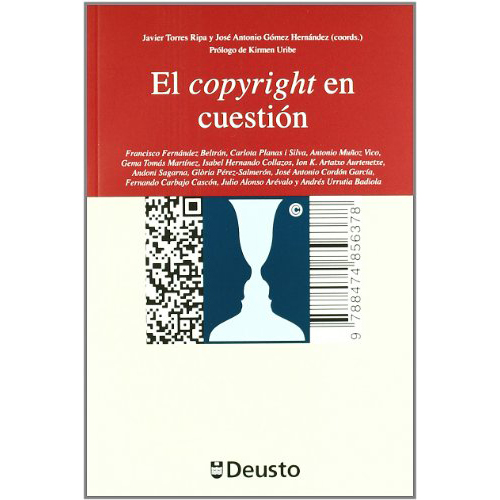 Javier Torres Ripa y José Antonio Gómez Hernández (coords.)
Prólogo de Kirmen Uribe
El copyright en
cuestión
Francisco Fernández Beltrán, Carlota Planas i Silva, Antonio Muñoz Vico,
Gema Tomás Martínez, Isabel Hernando Collazos, Ion K. Artatxo Aurtenetxe,
Andoni Sagarna, Glòria Pérez-Salmerón, José Antonio Cordón García,
Fernando Carbajo Cascón, Julio Alonso Arévalo y Andrés Urrutia Badiola
©
9 788474 856378
Deusto